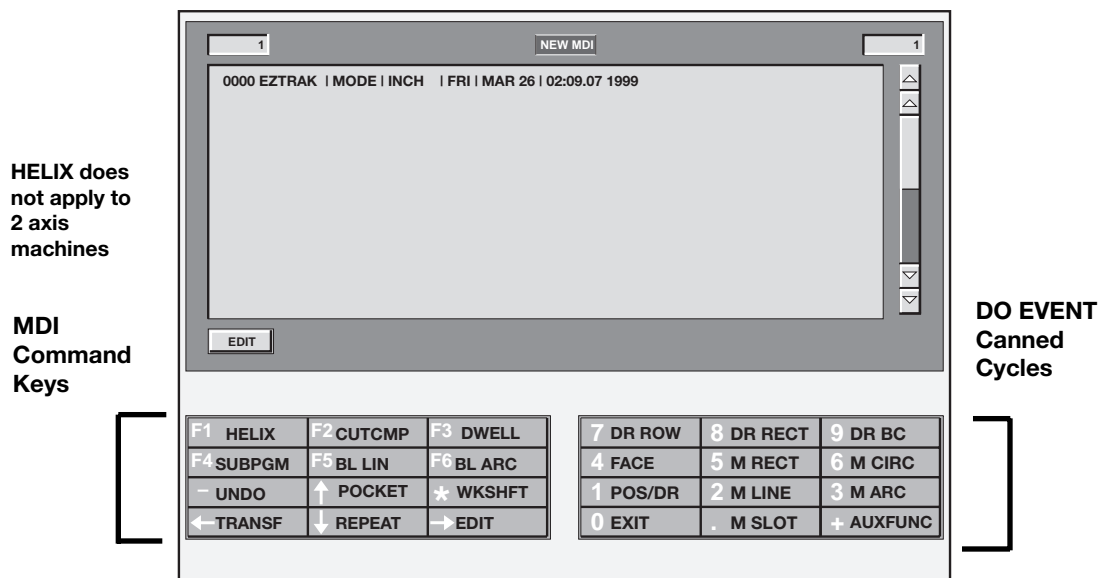 1 NEW MDI 1
0000 EZTRAK | MODE | INCH | FRI | MAR 26 | 02:09.07 1999
HELIX does
not apply to
2 axis
machines
EDIT
MDI
Command
Keys
DO EVENT
Canned
Cycles
F1 HELIX F2 CUTCMP F3 DWELL
F4 SUBPGM F5 BL LIN F6 BL ARC
- UNDO ↑ POCKET * WKSHFT
← TRANSF ↓ REPEAT → EDIT
7 DR ROW 8 DR RECT 9 DR BC
4 FACE 5 M RECT 6 M CIRC
1 POS/DR 2 M LINE 3 M ARC
0 EXIT . M SLOT + AUXFUNC